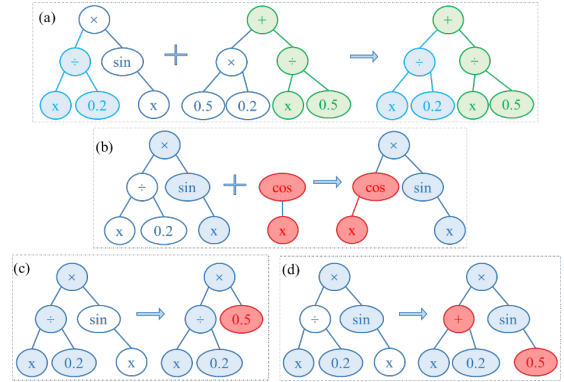 (a)
× + ×
÷ sin + × ÷ → ÷ ÷
x 0.2 x 0.5 0.2 x 0.5 x 0.2 x 0.5
(b)
× ×
÷ sin + cos → cos sin
x 0.2 x x x x
(c) (d)
× × × ×
÷ sin → ÷ 0.5 ÷ sin → + sin
x 0.2 x x 0.2 x 0.2 x x 0.2 0.5